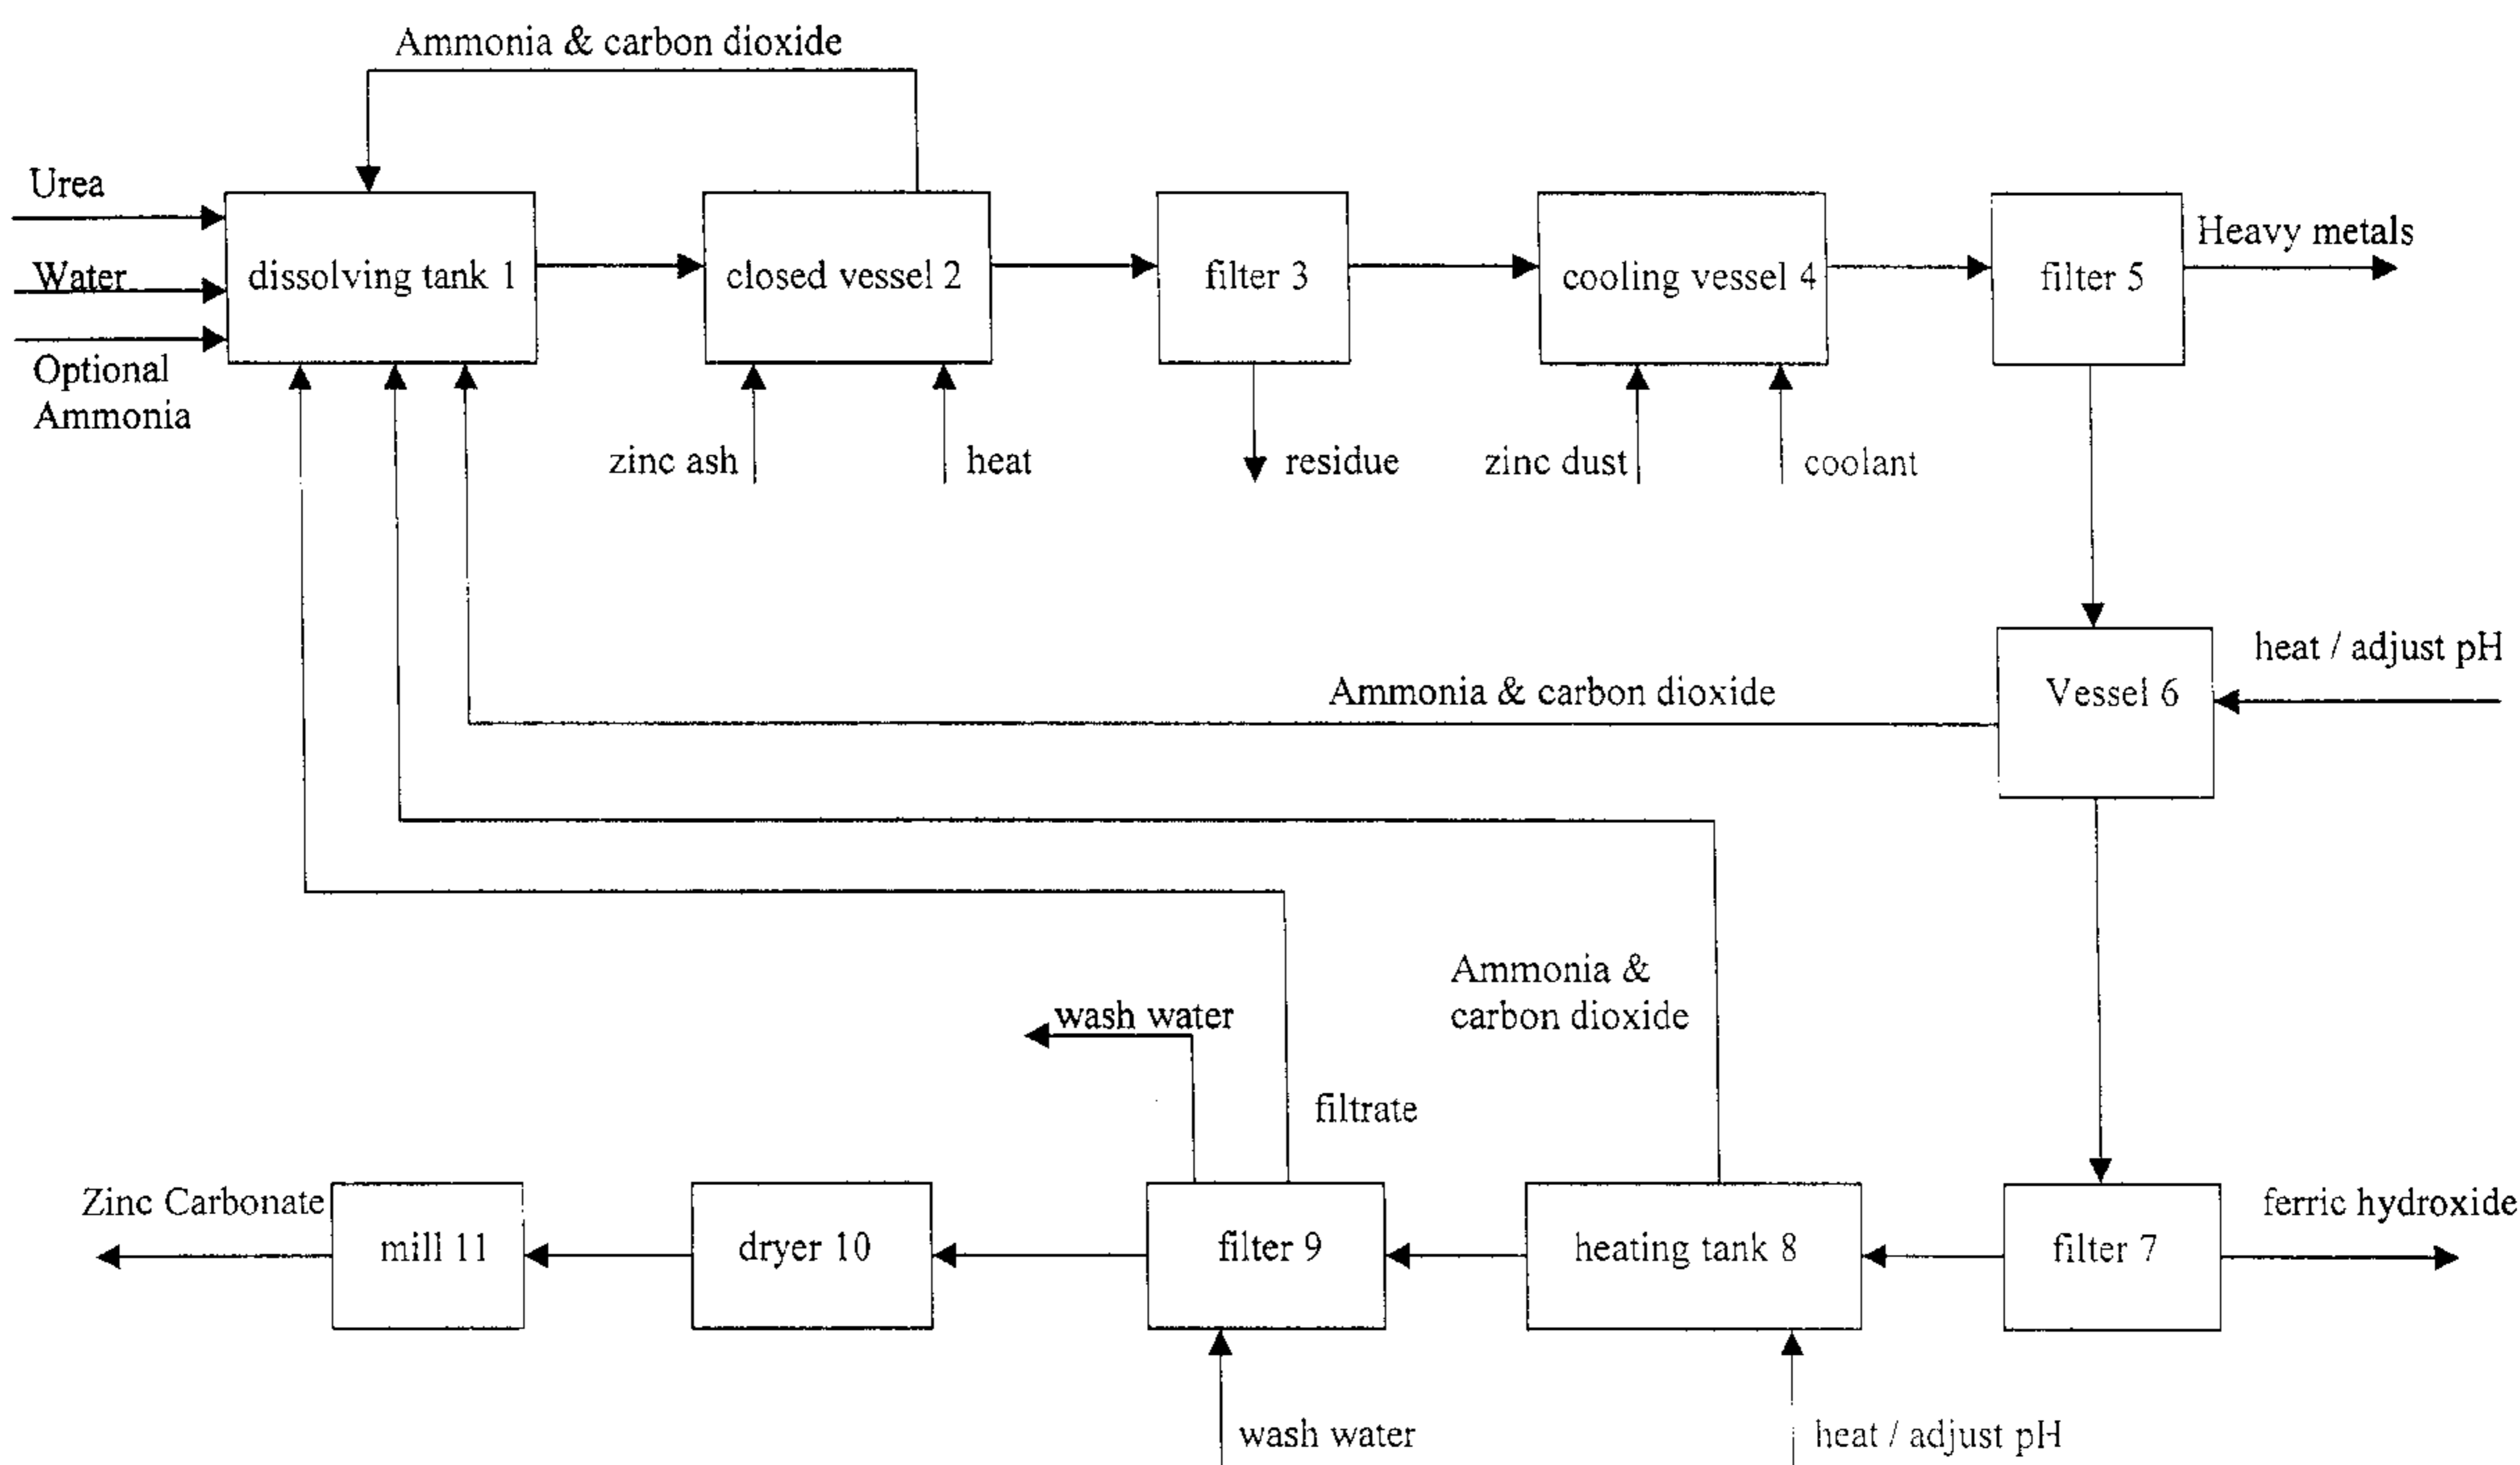 Ammonia & carbon dioxide
Urea
Water
Optional
Ammonia
dissolving tank 1
closed vessel 2
filter 3
cooling vessel 4
filter 5
Heavy metals
zinc ash
heat
residue
zinc dust
coolant
heat / adjust pH
Vessel 6
Ammonia & carbon dioxide
Ammonia &
carbon dioxide
wash water
filtrate
Zinc Carbonate
mill 11
dryer 10
filter 9
heating tank 8
filter 7
ferric hydroxide
wash water
heat / adjust pH